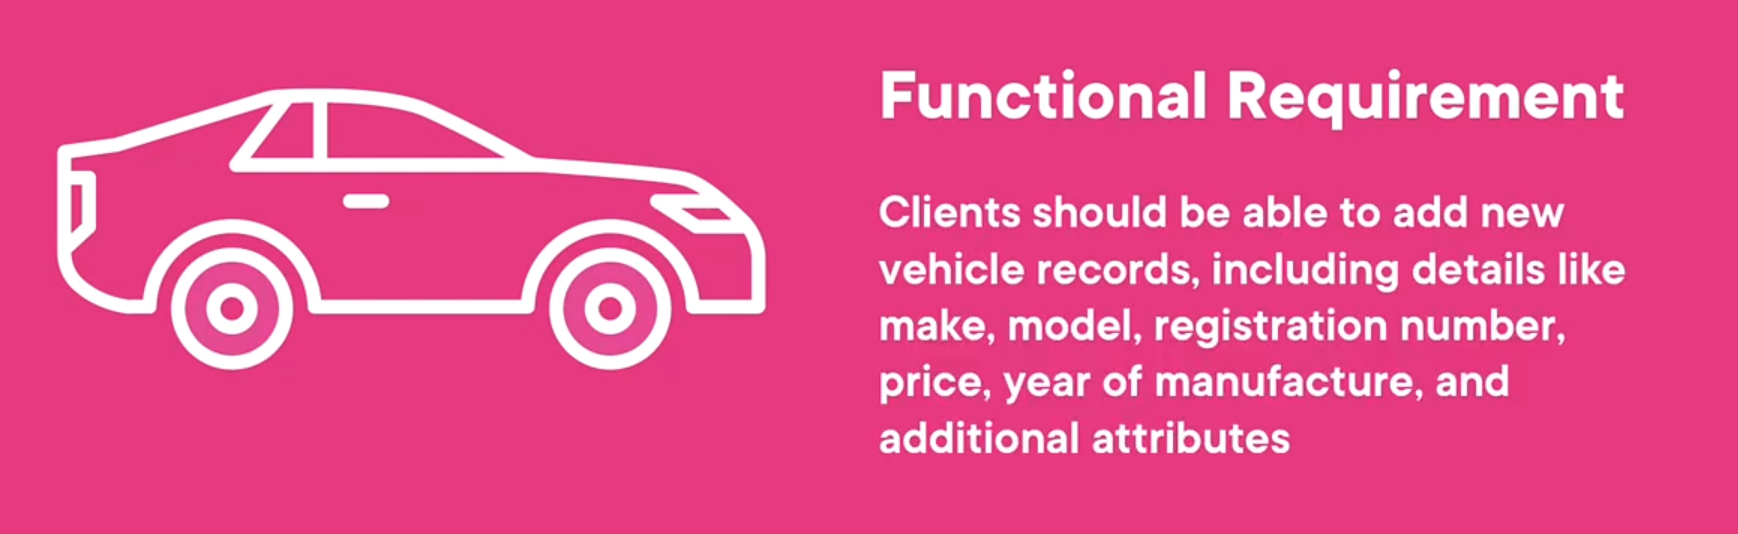 Functional Requirement
Clients should be able to add new
vehicle records, including details like
make, model, registration number,
price, year of manufacture, and
additional attributes